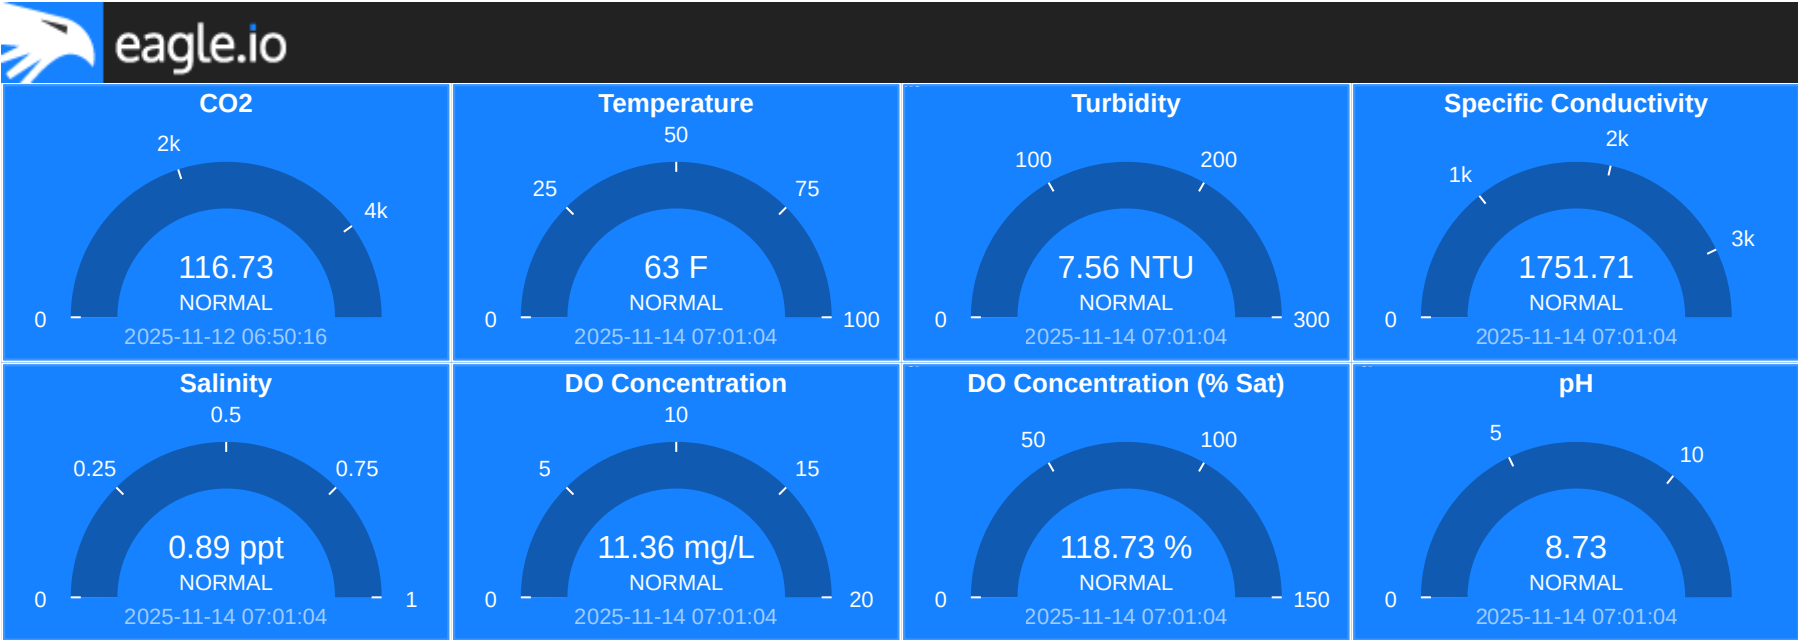 eagle.io
CO2
2k
4k
0
116.73
NORMAL
2025-11-12 06:50:16
Temperature
50
25
75
0
100
63 F
NORMAL
2025-11-14 07:01:04
Turbidity
100
200
0
300
7.56 NTU
NORMAL
2025-11-14 07:01:04
Specific Conductivity
2k
1k
3k
0
1751.71
NORMAL
2025-11-14 07:01:04
Salinity
0.5
0.25
0.75
0
1
0.89 ppt
NORMAL
2025-11-14 07:01:04
DO Concentration
10
5
15
0
20
11.36 mg/L
NORMAL
2025-11-14 07:01:04
DO Concentration (% Sat)
50
100
0
150
118.73 %
NORMAL
2025-11-14 07:01:04
pH
5
10
0
8.73
NORMAL
2025-11-14 07:01:04